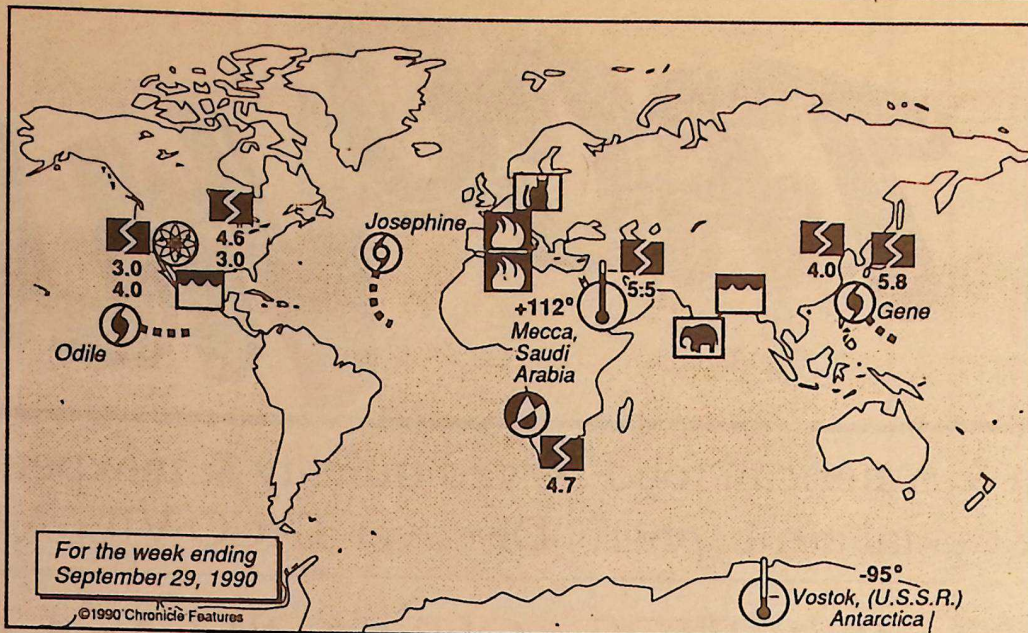 Josephine
4.6
3.0
3.0
4.0
Odile
+112°
Mecca,
Saudi
Arabia
5.5
4.0
5.8
Gene
4.7
For the week ending
September 29, 1990
©1990 Chronicle Features
-95°
Vostok, (U.S.S.R.)
Antarctica